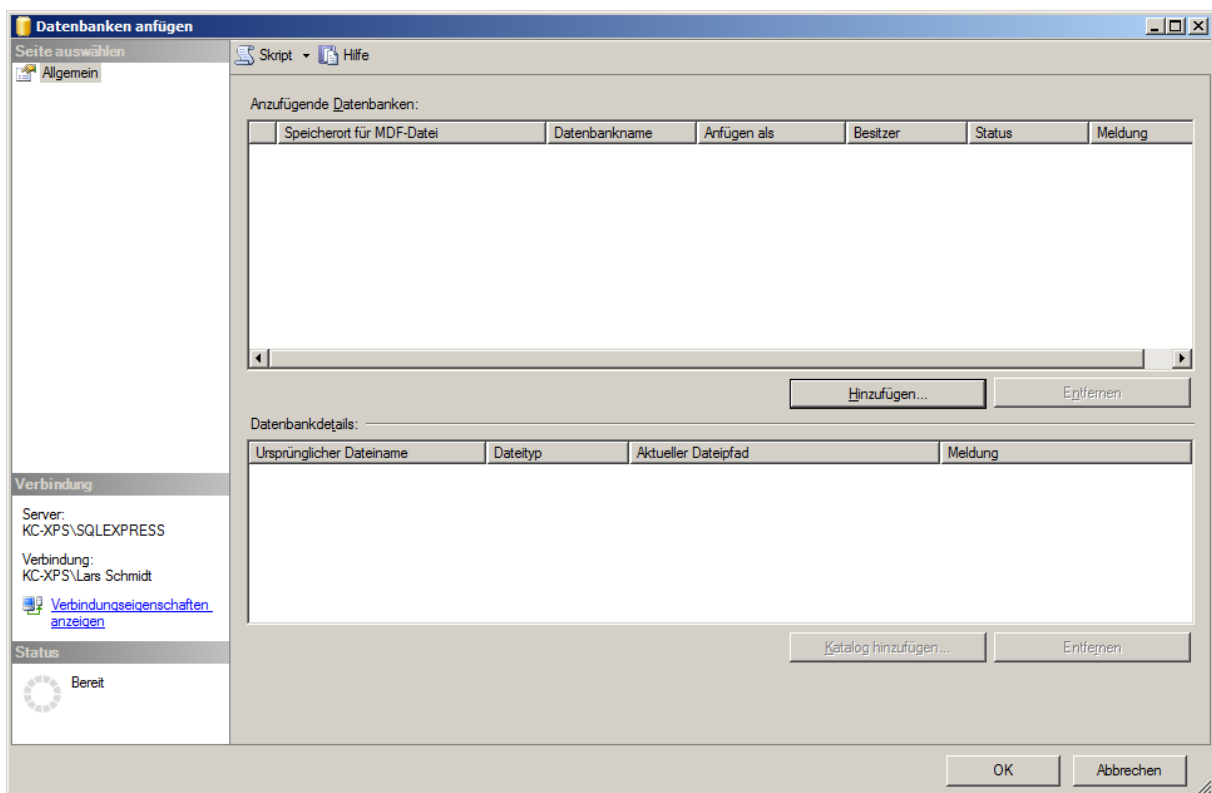 Datenbanken anfügen
Seite auswählen
Allgemein
Skript
Hilfe
Anzufügende Datenbanken:
Speicherort für MDF-Datei Datenbankname Anfügen als Besitzer Status Meldung
Hinzufügen...
Entfernen
Datenbankdetails:
Ursprünglicher Dateiname Dateityp Aktueller Dateipfad Meldung
Katalog hinzufügen...
Entfernen
Verbindung
Server:
KC-XPS\SQLEXPRESS
Verbindung:
KC-XPS\Lars Schmidt
Verbindungseigenschaften
anzeigen
Status
Bereit
OK
Abbrechen